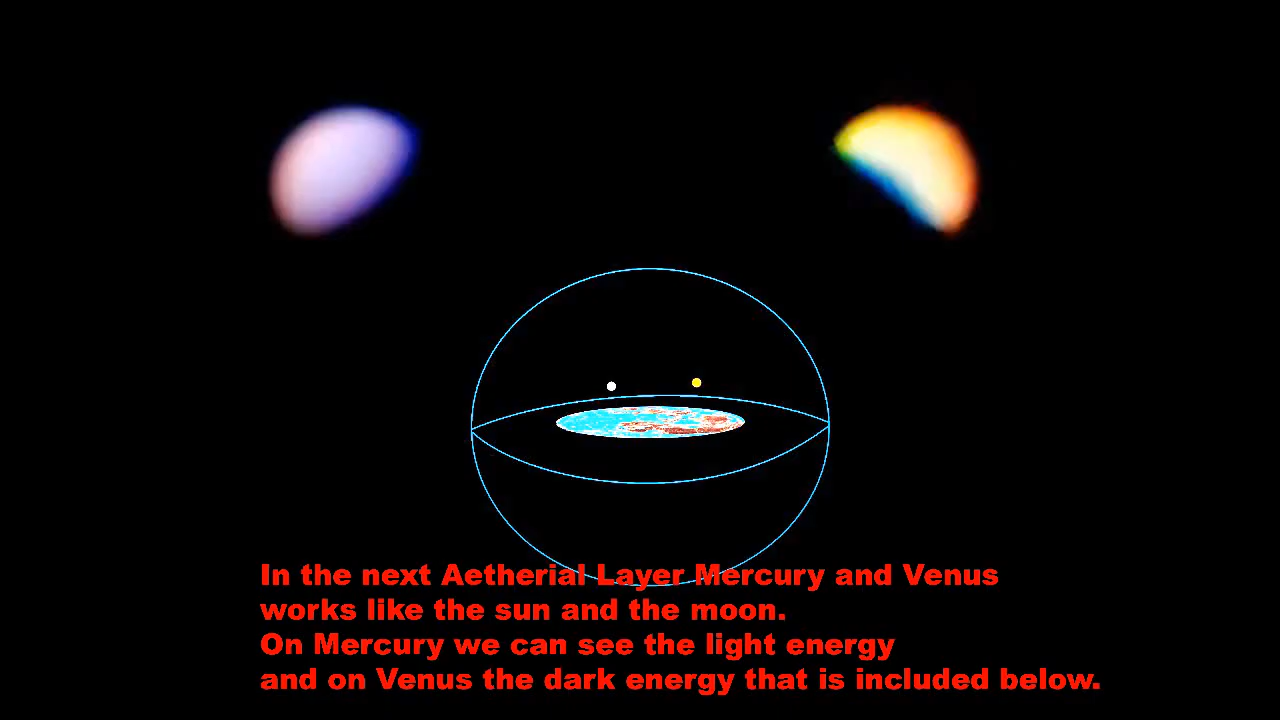 In the next Aetherial Layer Mercury and Venus
works like the sun and the moon.
On Mercury we can see the light energy
and on Venus the dark energy that is included below.